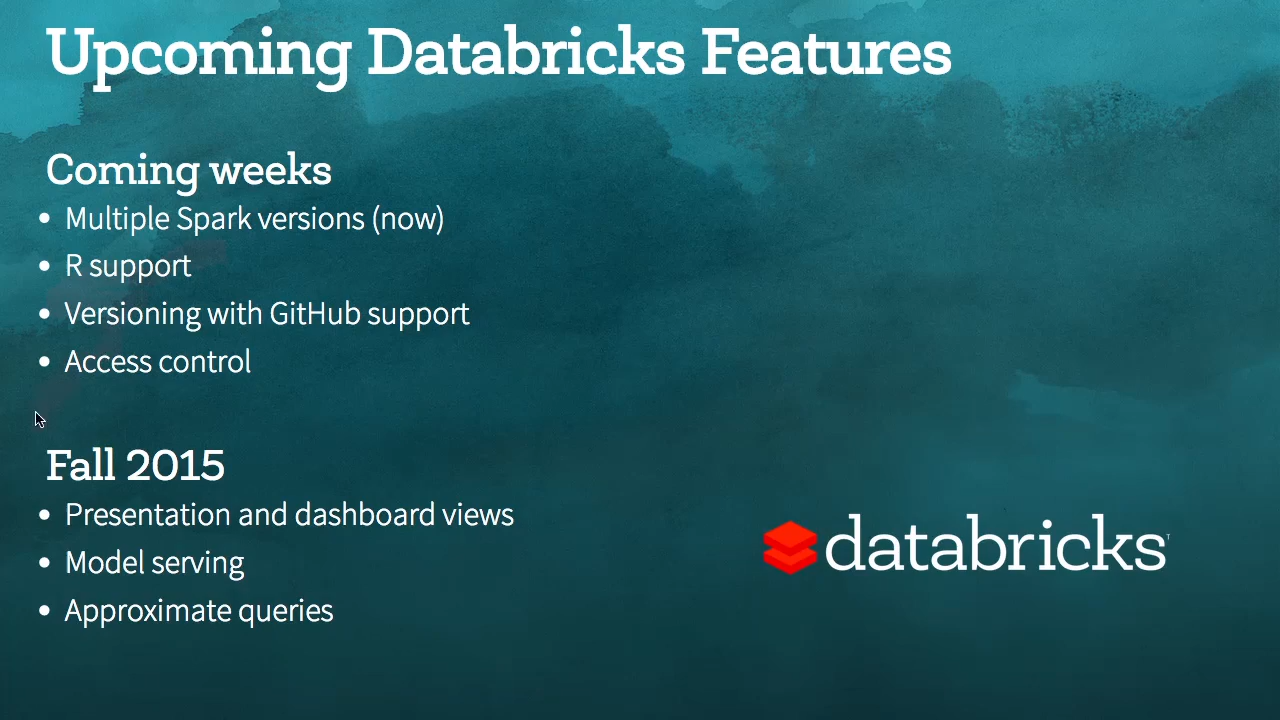 Upcoming Databricks Features
Coming weeks
• Multiple Spark versions (now)
• R support
• Versioning with GitHub support
• Access control
Fall 2015
• Presentation and dashboard views
• Model serving
• Approximate queries
databricks